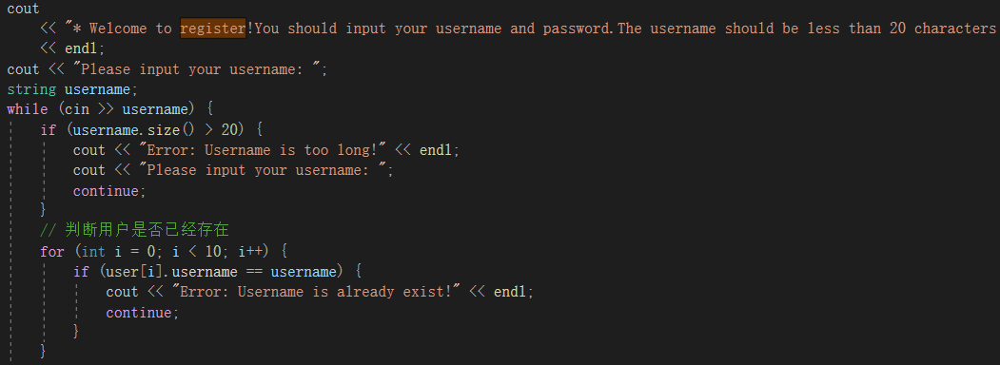 cout
<< "* Welcome to register!You should input your username and password.The username should be less than 20 characters
<< endl;
cout << "Please input your username: ";
string username;
while (cin >> username) {
if (username.size() > 20) {
cout << "Error: Username is too long!" << endl;
cout << "Please input your username: ";
continue;
}
// 判断用户是否已经存在
for (int i = 0; i < 10; i++) {
if (user[i].username == username) {
cout << "Error: Username is already exist!" << endl;
continue;
}
}